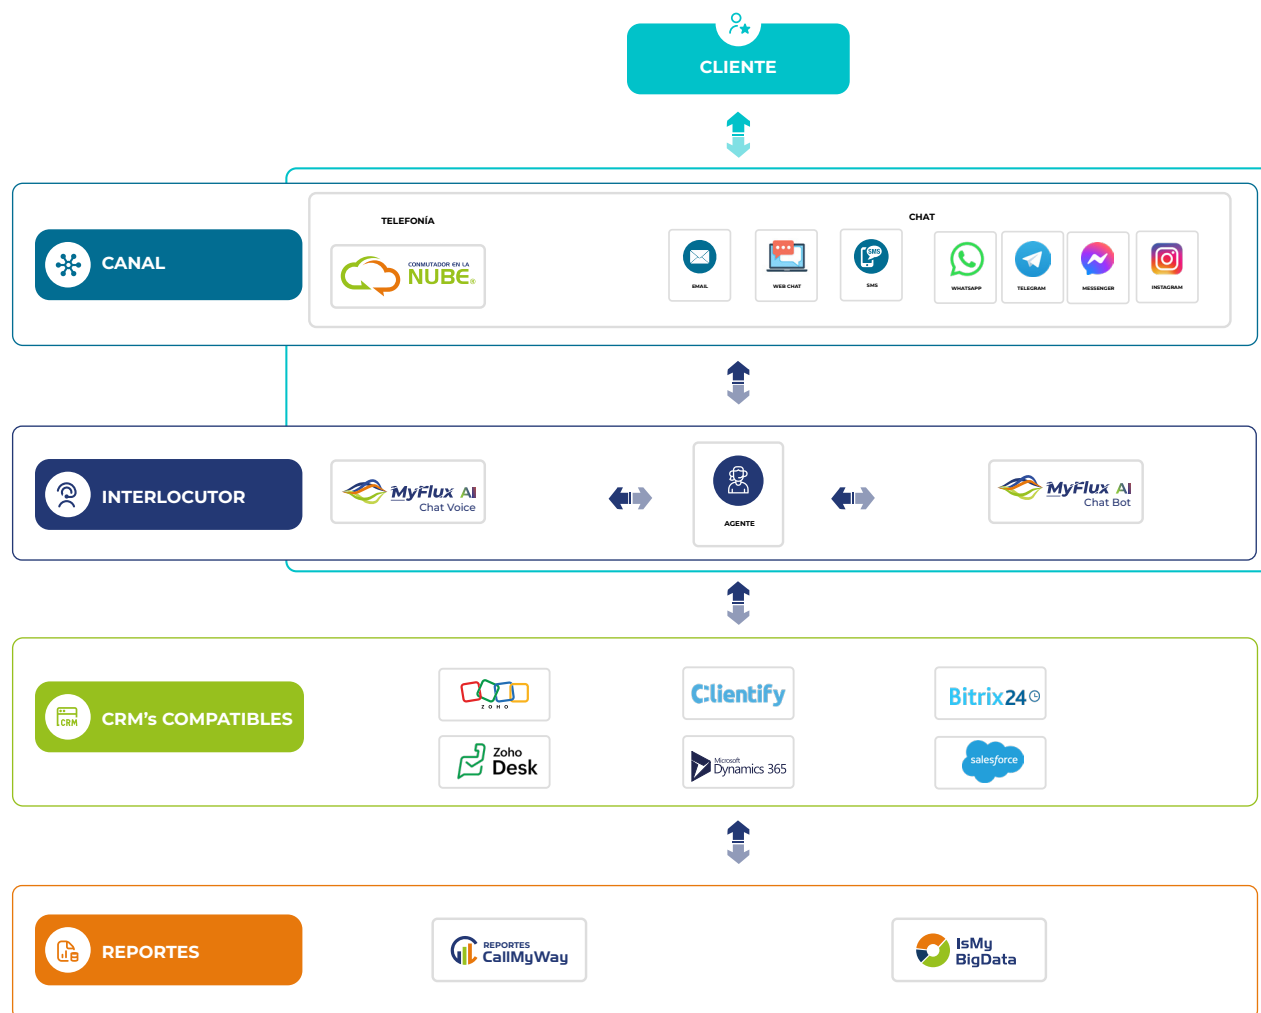 CLIENTE
CANAL
TELEFONÍA
CONMUTADOR EN LA
NUBE®
CHAT
EMAIL
WEB CHAT
SMS
SMS
WHATSAPP
TELEGRAM
MESSENGER
INSTAGRAM
INTERLOCUTOR
MyFlux AI
Chat Voice
AGENTE
MyFlux AI
Chat Bot
CRM
CRM's COMPATIBLES
ZOHO
Clientify
Bitrix24
Zoho
Desk
Microsoft
Dynamics 365
salesforce
REPORTES
REPORTES
CallMyWay
IsMy
BigData